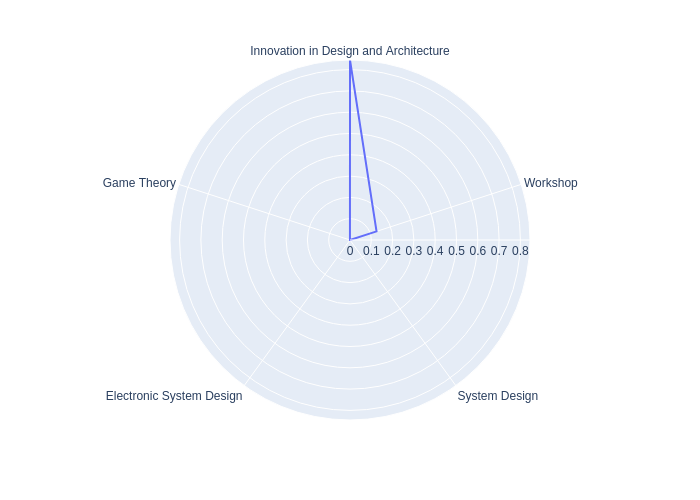 Innovation in Design and Architecture
Game Theory
Workshop
0 0.1 0.2 0.3 0.4 0.5 0.6 0.7 0.8
Electronic System Design
System Design